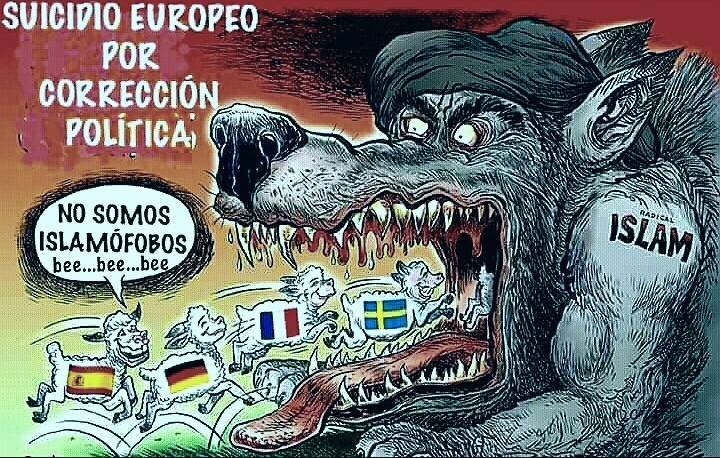 SUICIDIO EUROPEO
POR
CORRECCIÓN
POLÍTICA,
NO SOMOS
ISLAMÓFOBOS
bee...bee...bee
RADICAL
ISLAM